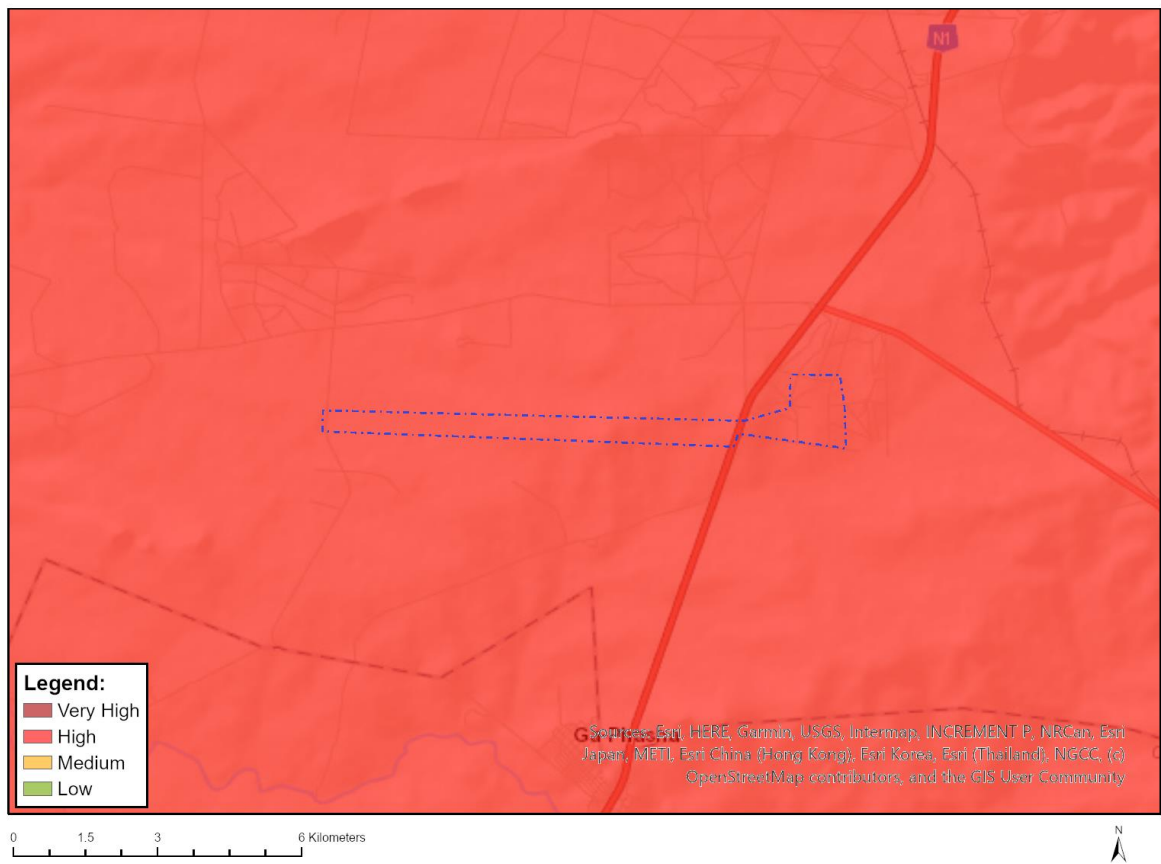 N1
Legend:
Very High
High
Medium
Low
Sources: Esri, HERE, Garmin, USGS, Intermap, INCREMENT P, NRCan, Esri
Japan, METI, Esri China (Hong Kong), Esri Korea, Esri (Thailand), NGCC, (c)
OpenStreetMap contributors, and the GIS User Community
0 1.5 3 6 Kilometers
N